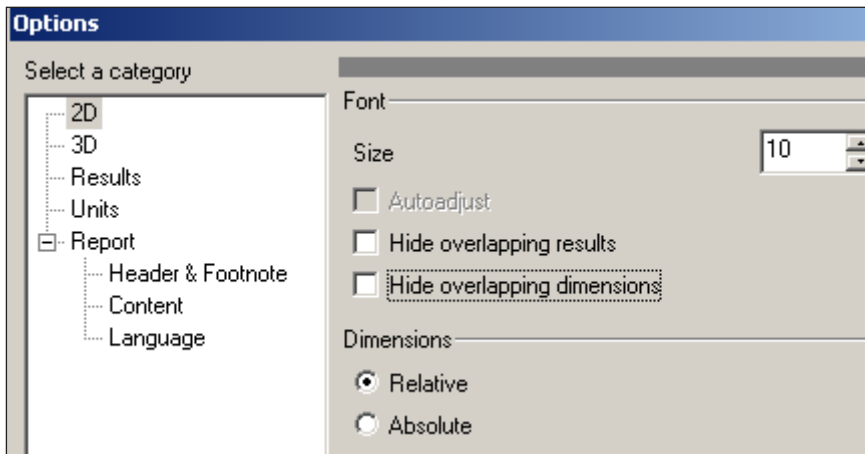 Options
Select a category
2D
3D
Results
Units
Report
Header & Footnote
Content
Language
Font
Size
10
Autoadjust
Hide overlapping results
Hide overlapping dimensions
Dimensions
Relative
Absolute